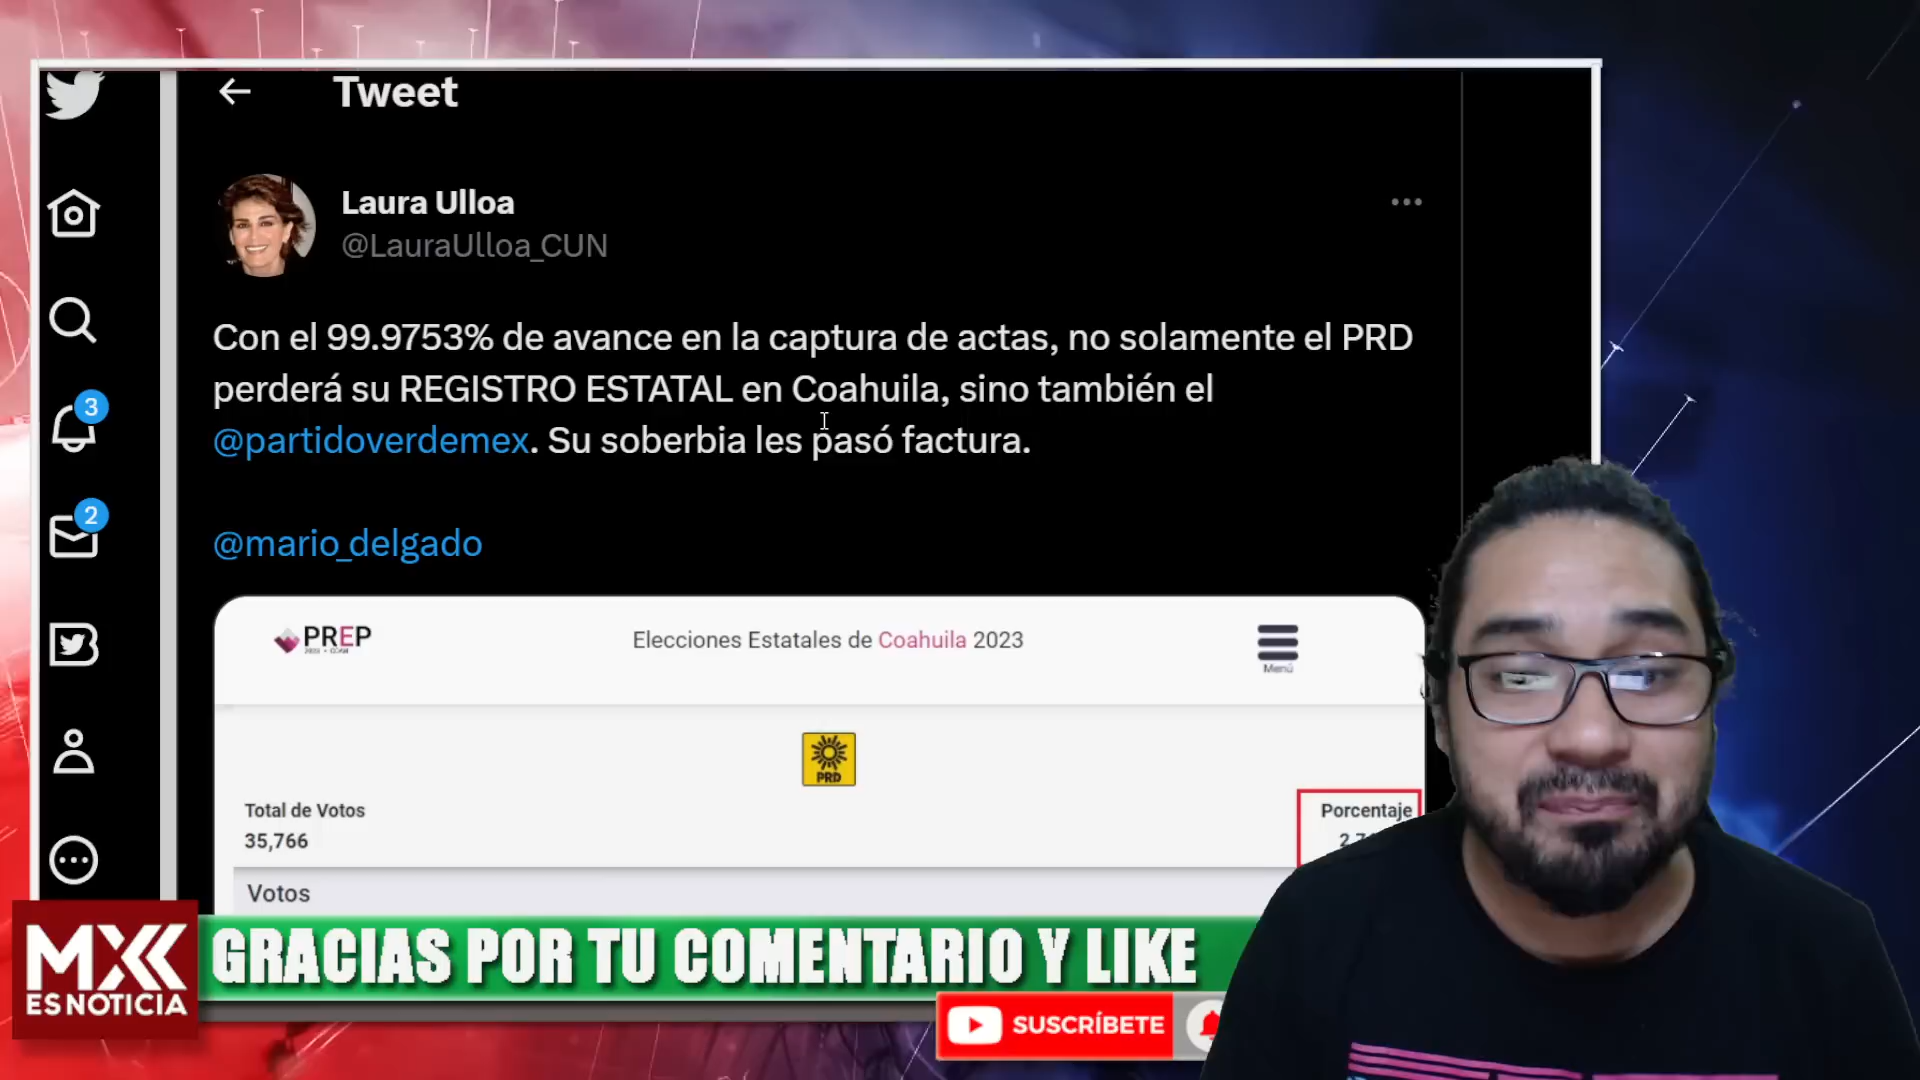 Tweet
Laura Ulloa
@LauraUlloa_CUN
Con el 99.9753% de avance en la captura de actas, no solamente el PRD
perderá su REGISTRO ESTATAL en Coahuila, sino también el
@partidoverdemex. Su soberbia les pasó factura.
@mario_delgado
3
2
PREP
Elecciones Estatales de Coahuila 2023
Menú
PRD
Total de Votos
Porcentaje
35,766
Votos
MX
ES NOTICIA
GRACIAS POR TU COMENTARIO Y LIKE
SUSCRÍBETE